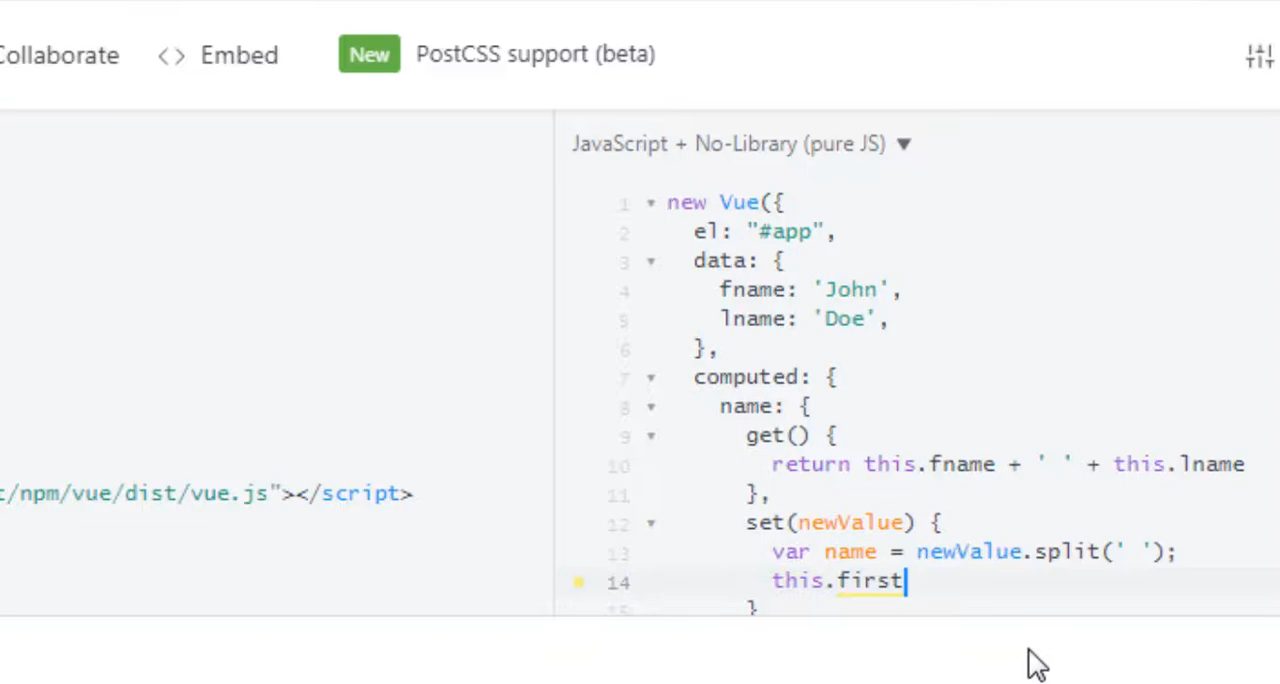 Collaborate <> Embed New PostCSS support (beta)
JavaScript + No-Library (pure JS) ▼
1 ▾ new Vue({
2 el: "#app",
3 ▾ data: {
4 fname: 'John',
5 lname: 'Doe',
6 },
7 ▾ computed: {
8 ▾ name: {
9 ▾ get() {
10 return this.fname + ' ' + this.lname
11 },
t/npm/vue/dist/vue.js"></script>
12 ▾ set(newValue) {
13 var name = newValue.split(' ');
14 this.first
15 }